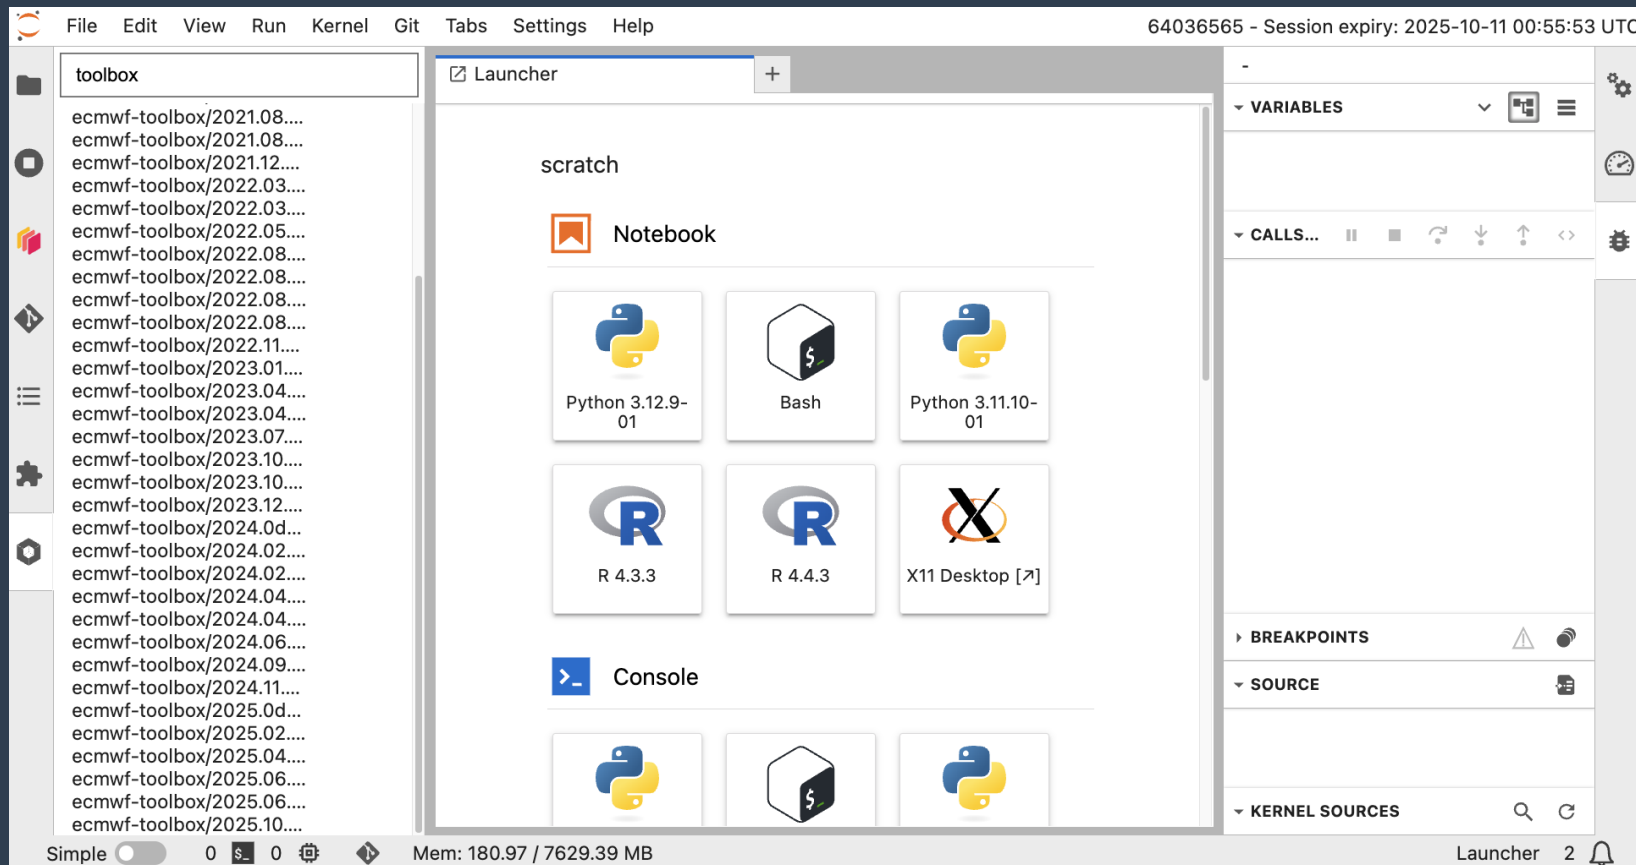 File Edit View Run Kernel Git Tabs Settings Help
64036565 - Session expiry: 2025-10-11 00:55:53 UTC
toolbox
ecmwf-toolbox/2021.08....
ecmwf-toolbox/2021.08....
ecmwf-toolbox/2021.12....
ecmwf-toolbox/2022.03....
ecmwf-toolbox/2022.03....
ecmwf-toolbox/2022.05....
ecmwf-toolbox/2022.08....
ecmwf-toolbox/2022.08....
ecmwf-toolbox/2022.08....
ecmwf-toolbox/2022.08....
ecmwf-toolbox/2022.11....
ecmwf-toolbox/2023.01....
ecmwf-toolbox/2023.04....
ecmwf-toolbox/2023.04....
ecmwf-toolbox/2023.07....
ecmwf-toolbox/2023.10....
ecmwf-toolbox/2023.10....
ecmwf-toolbox/2023.12....
ecmwf-toolbox/2024.0d...
ecmwf-toolbox/2024.02....
ecmwf-toolbox/2024.02....
ecmwf-toolbox/2024.04....
ecmwf-toolbox/2024.04....
ecmwf-toolbox/2024.06....
ecmwf-toolbox/2024.09....
ecmwf-toolbox/2024.11....
ecmwf-toolbox/2025.0d...
ecmwf-toolbox/2025.02....
ecmwf-toolbox/2025.04....
ecmwf-toolbox/2025.06....
ecmwf-toolbox/2025.06....
ecmwf-toolbox/2025.10....
Launcher
scratch
Notebook
Python 3.12.9-
01
Bash
Python 3.11.10-
01
R 4.3.3
R 4.4.3
X11 Desktop [↗]
Console
-
VARIABLES
CALLS...
BREAKPOINTS
SOURCE
KERNEL SOURCES
Simple 0 $_ 0 Mem: 180.97 / 7629.39 MB
Launcher 2